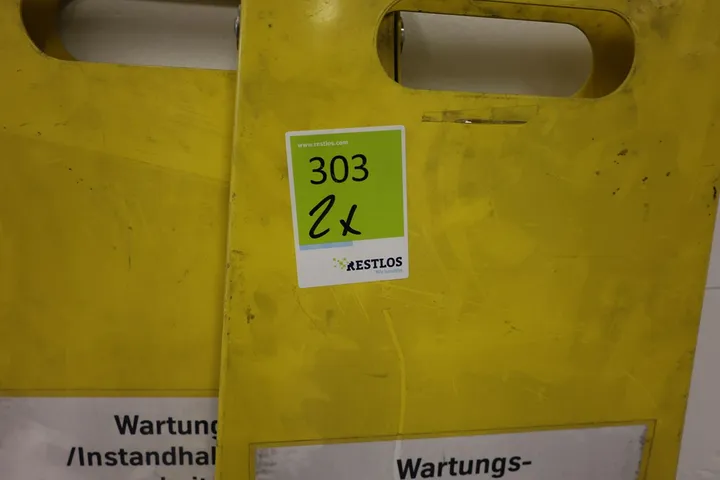 www.restlos.com
303
2x
RESTLOS
Wartung
/Instandhal
Wartungs-